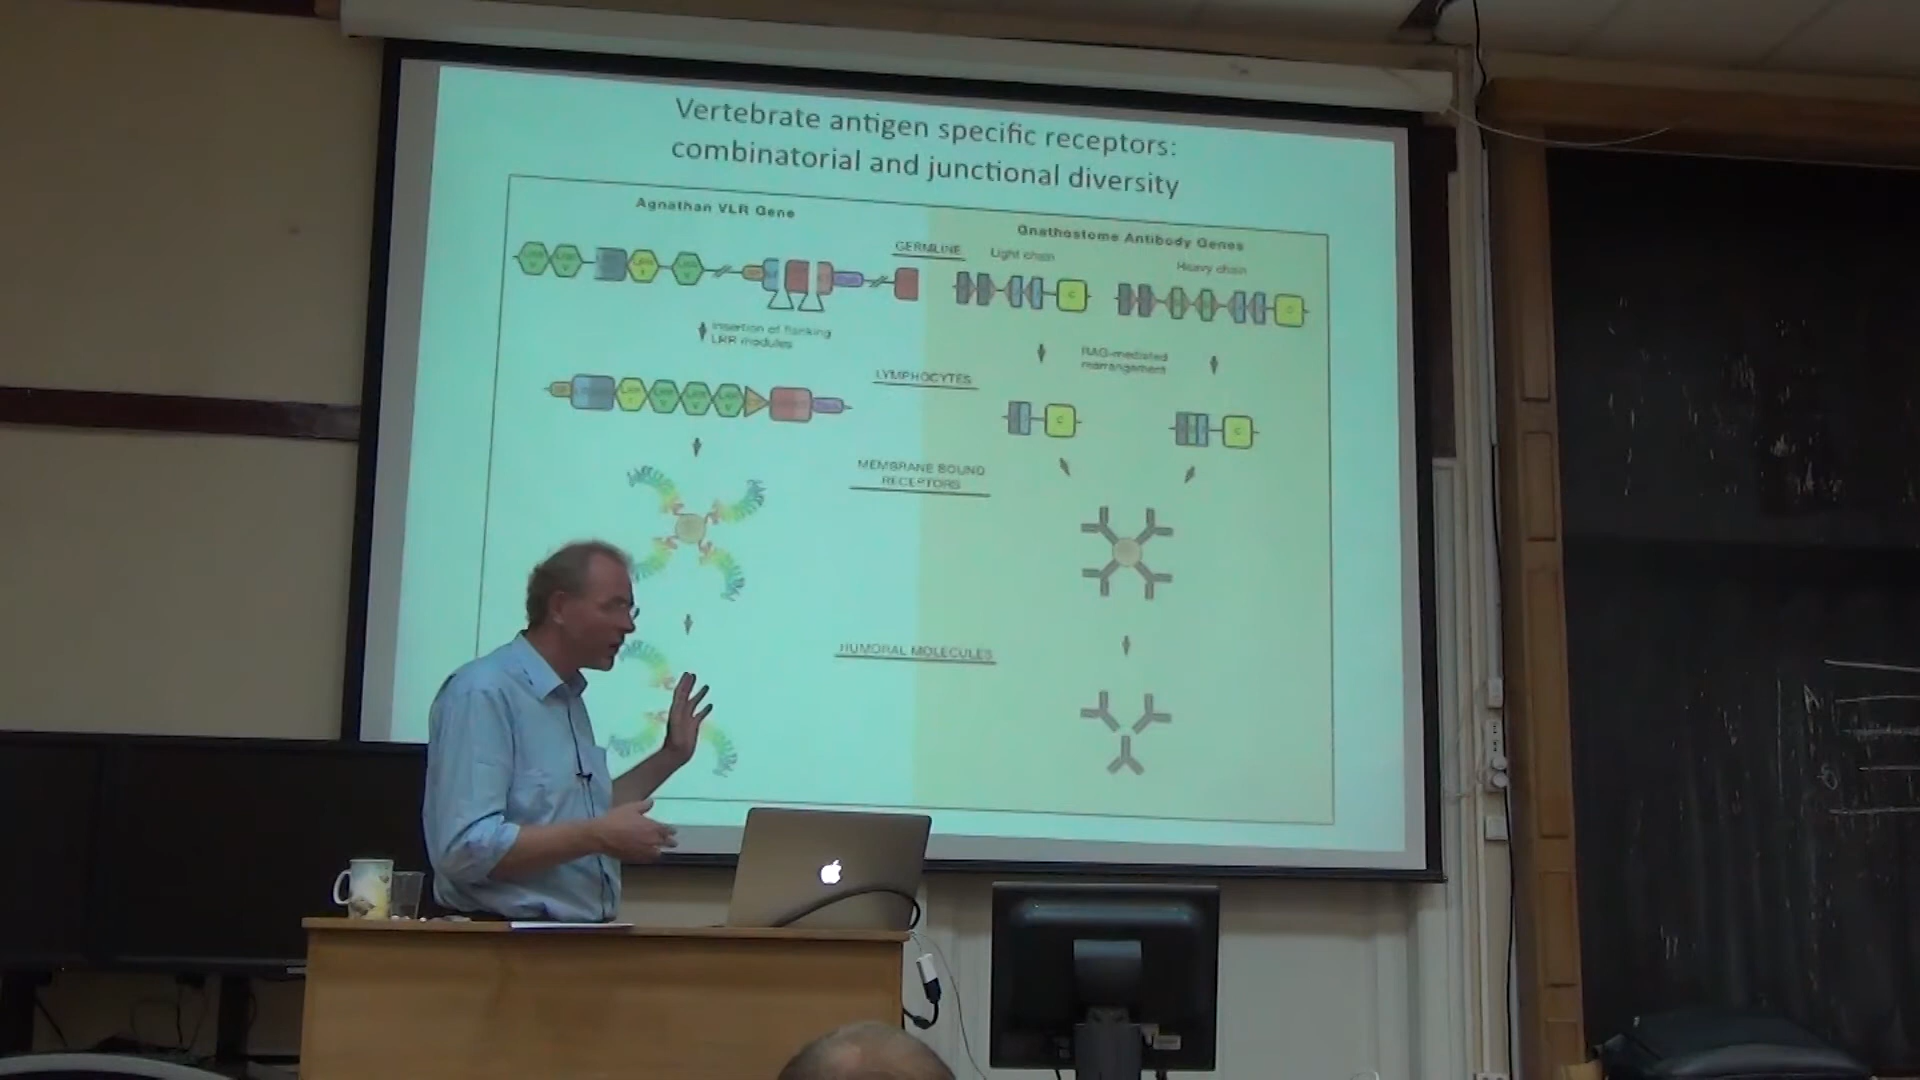 Vertebrate antigen specific receptors:
combinatorial and junctional diversity
Agnathan VLR Gene
Gnathostome Antibody Genes
GERMLINE
Light chain
Heavy chain
Insertion of flanking
LRR modules
RAG-mediated
rearrangement
LYMPHOCYTES
C
C
MEMBRANE BOUND
RECEPTORS
HUMORAL MOLECULES